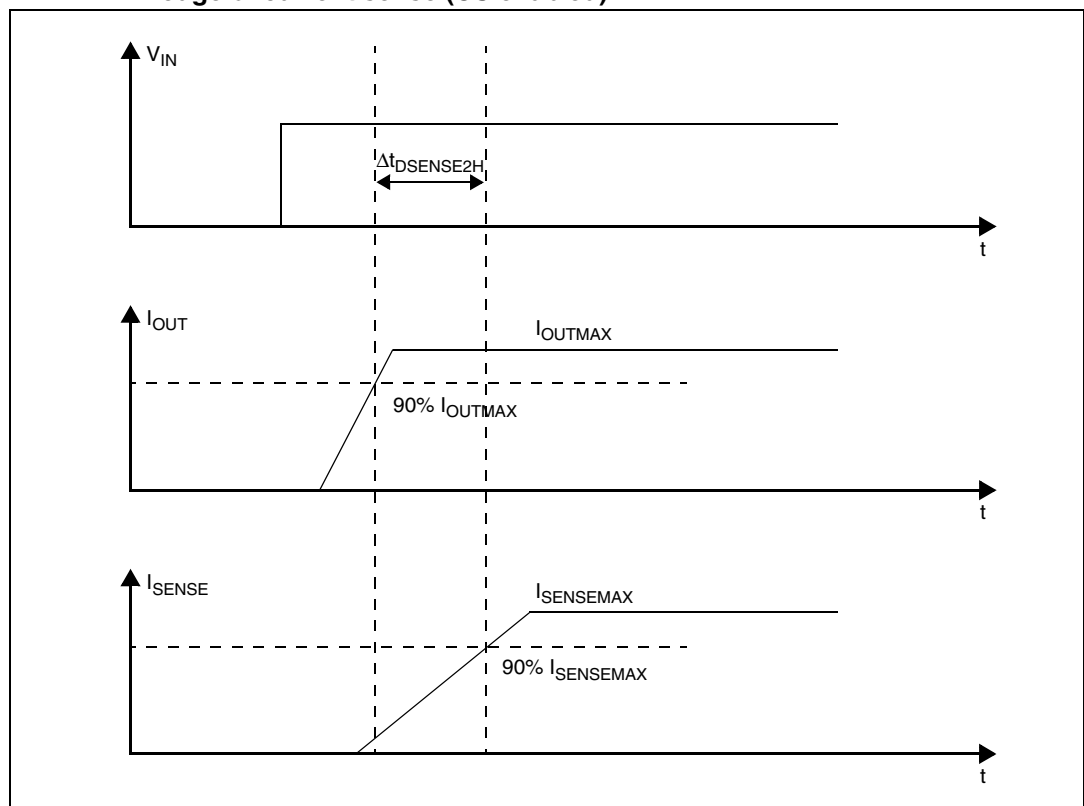 V_IN
Δt_DSENSE2H
t
I_OUT
I_OUTMAX
90% I_OUTMAX
t
I_SENSE
I_SENSEMAX
90% I_SENSEMAX
t